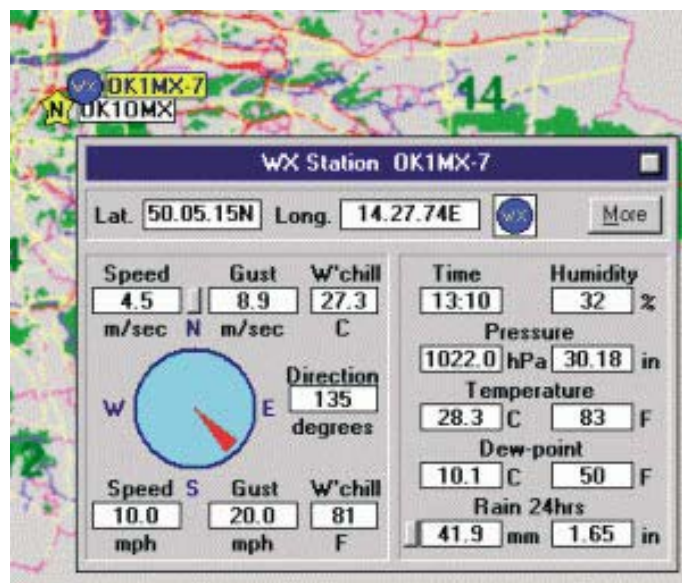 14
WX OK1MX-7
N OK1OMX
WX Station OK1MX-7
Lat. 50.05.15N Long. 14.27.74E WX More
Speed Gust W'chill
4.5 8.9 27.3
m/sec N m/sec C
Direction
W E 135
degrees
Speed S Gust W'chill
10.0 20.0 81
mph mph F
Time Humidity
13:10 32 %
Pressure
1022.0 hPa 30.18 in
Temperature
28.3 C 83 F
Dew-point
10.1 C 50 F
Rain 24hrs
41.9 mm 1.65 in
2